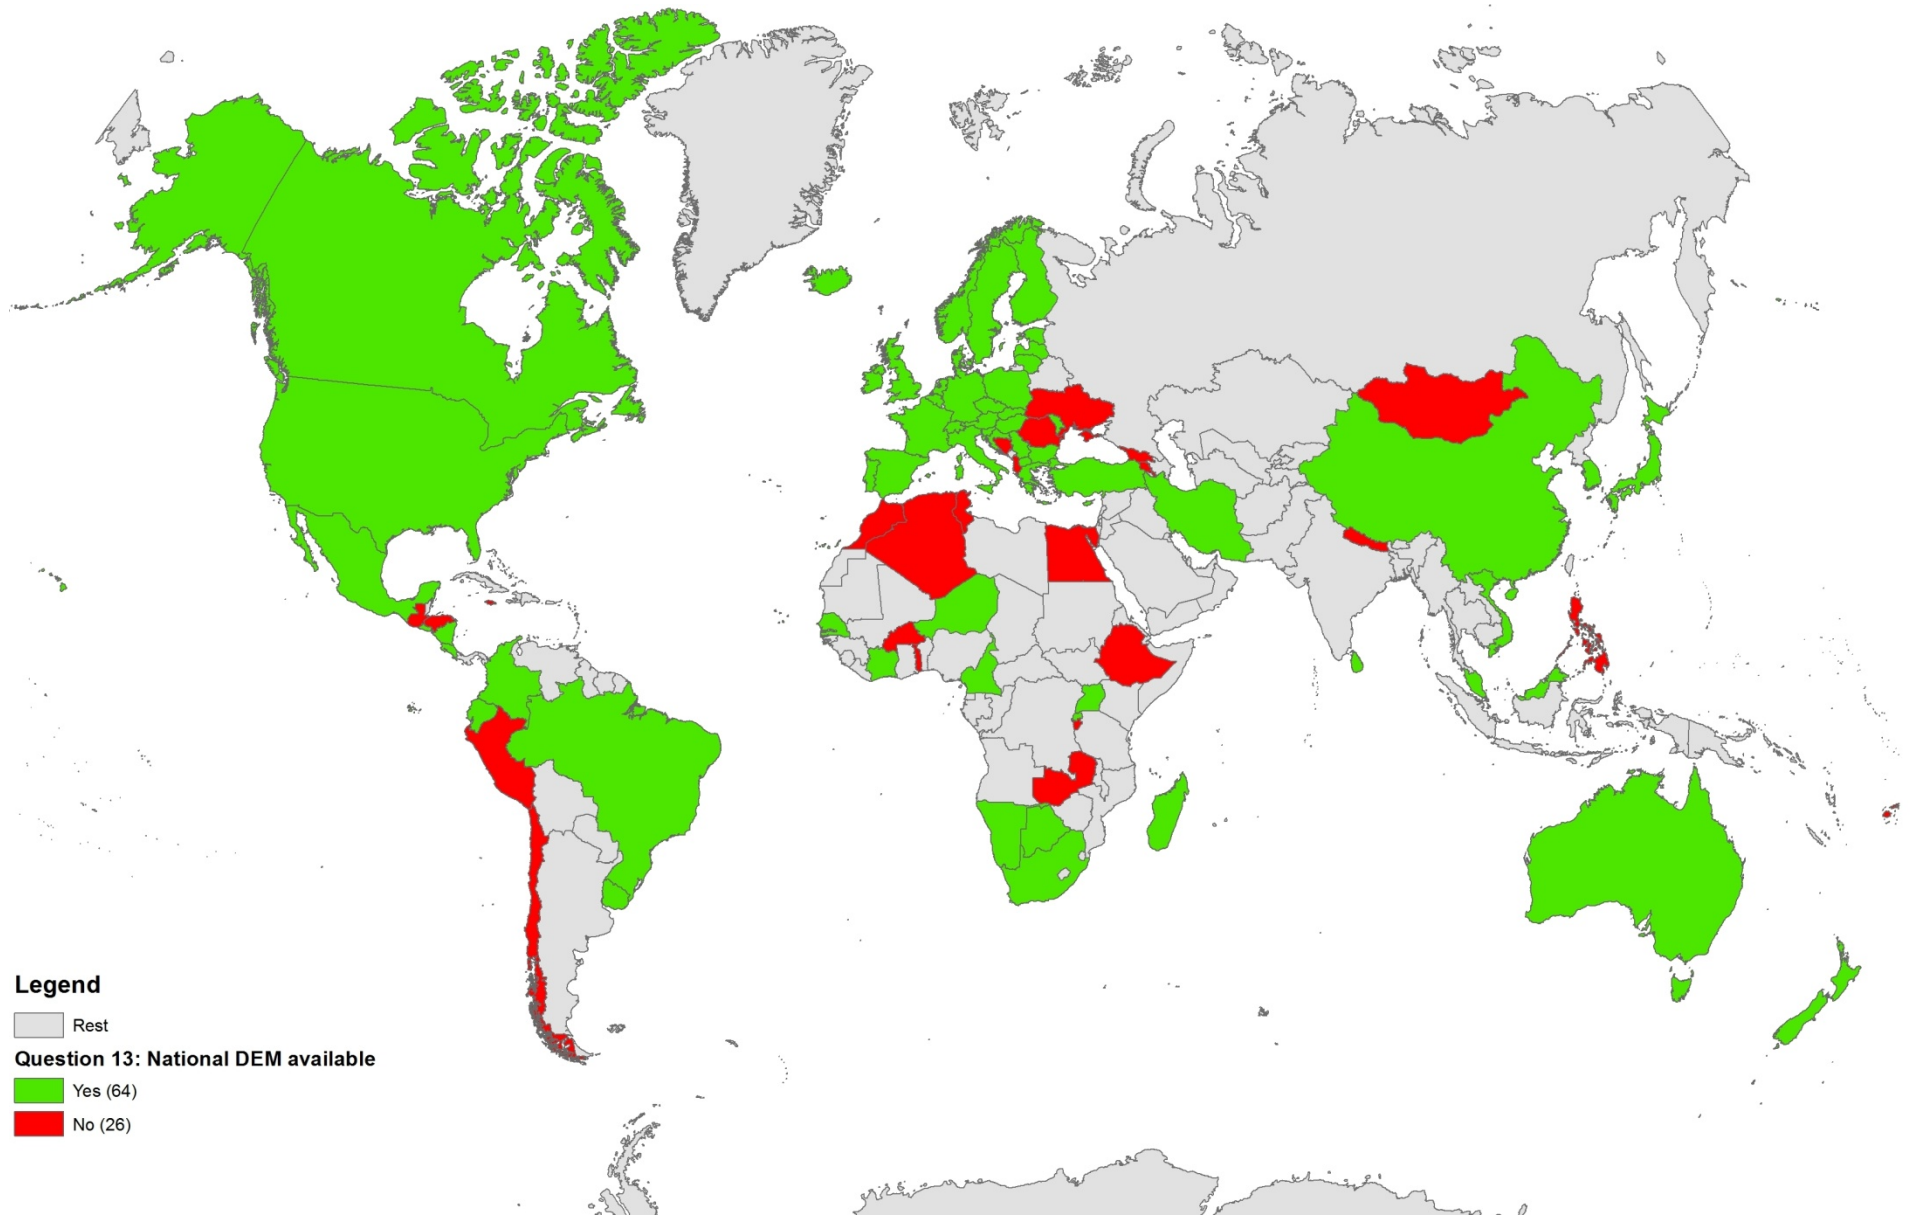 Legend
Rest
Question 13: National DEM available
Yes (64)
No (26)